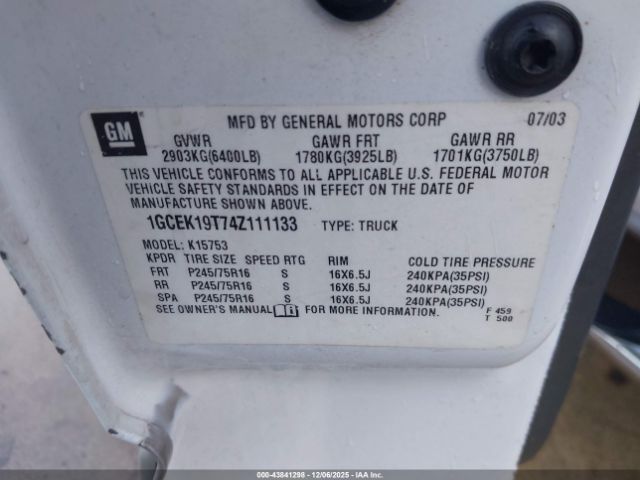 GM
MFD BY GENERAL MOTORS CORP 07/03
GVWR GAWR FRT GAWR RR
2903KG(6400LB) 1780KG(3925LB) 1701KG(3750LB)
THIS VEHICLE CONFORMS TO ALL APPLICABLE U.S. FEDERAL MOTOR
VEHICLE SAFETY STANDARDS IN EFFECT ON THE DATE OF
MANUFACTURE SHOWN ABOVE.
1GCEK19T74Z111133 TYPE: TRUCK
MODEL: K15753
KPDR TIRE SIZE SPEED RTG RIM COLD TIRE PRESSURE
FRT P245/75R16 S 16X6.5J 240KPA(35PSI)
RR P245/75R16 S 16X6.5J 240KPA(35PSI)
SPA P245/75R16 S 16X6.5J 240KPA(35PSI)
SEE OWNER'S MANUAL FOR MORE INFORMATION. F 459
T 500
000-43841298 - 12/06/2025 - IAAI.COM